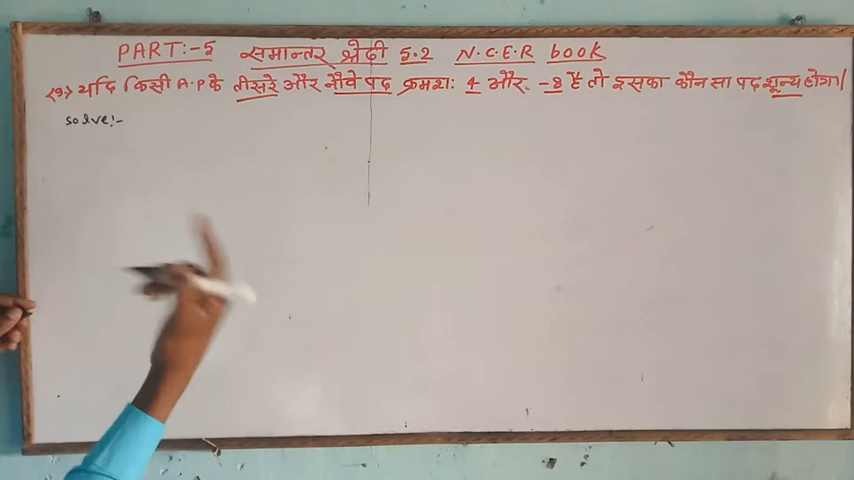 PART:-5 समान्तर श्रेढी 5.2 N.C.E.R book
(9) यदि किसी A.P के तीसरे और नौवे पद क्रमशः 4 और -8 है तो इसका कौन सा पद शून्य होगा।
solve:-